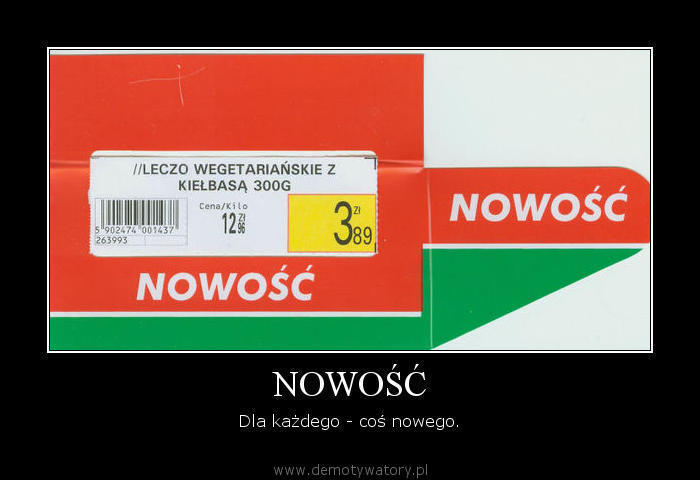 //LECZO WEGETARIAŃSKIE Z
KIEŁBASĄ 300G
Cena/Kilo
12 zł 96
3 zł 89
5 902474 001437
263993
NOWOŚĆ
NOWOŚĆ
NOWOŚĆ
Dla każdego - coś nowego.
www.demotywatory.pl